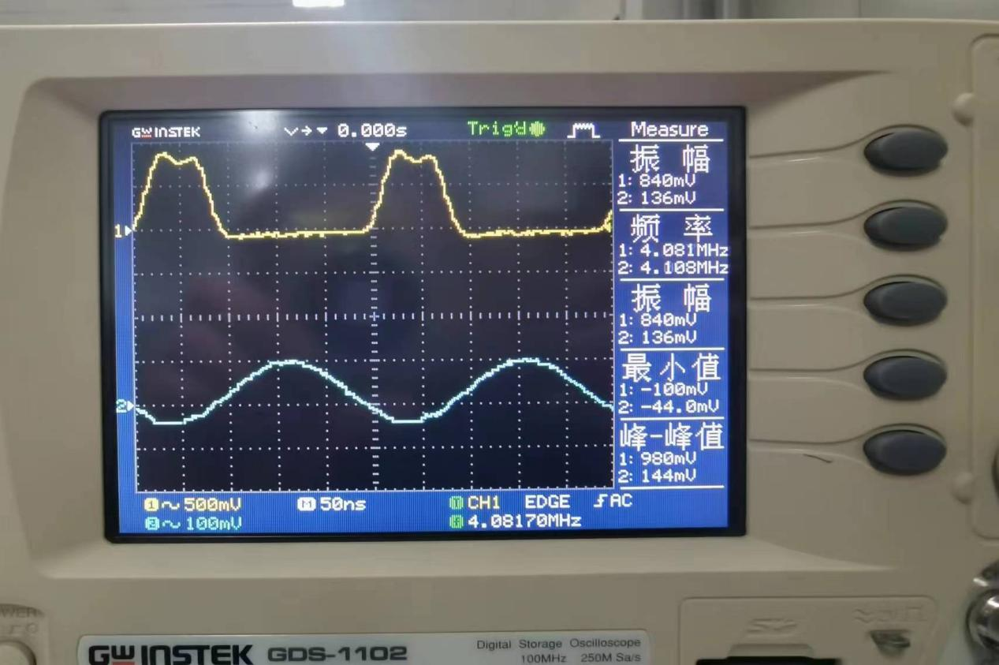 GW INSTEK
0.000s
Trig'd
Measure
振 幅
1: 840mV
2: 136mV
频 率
1: 4.081MHz
2: 4.108MHz
振 幅
1: 840mV
2: 136mV
最小值
1: -100mV
2: -44.0mV
峰-峰值
1: 980mV
2: 144mV
1
2
1 500mV
M 50ns
CH1 EDGE AC
2 100mV
4.08170MHz
WER
GW INSTEK GDS-1102
Digital Storage Oscilloscope
100MHz 250M Sa/s